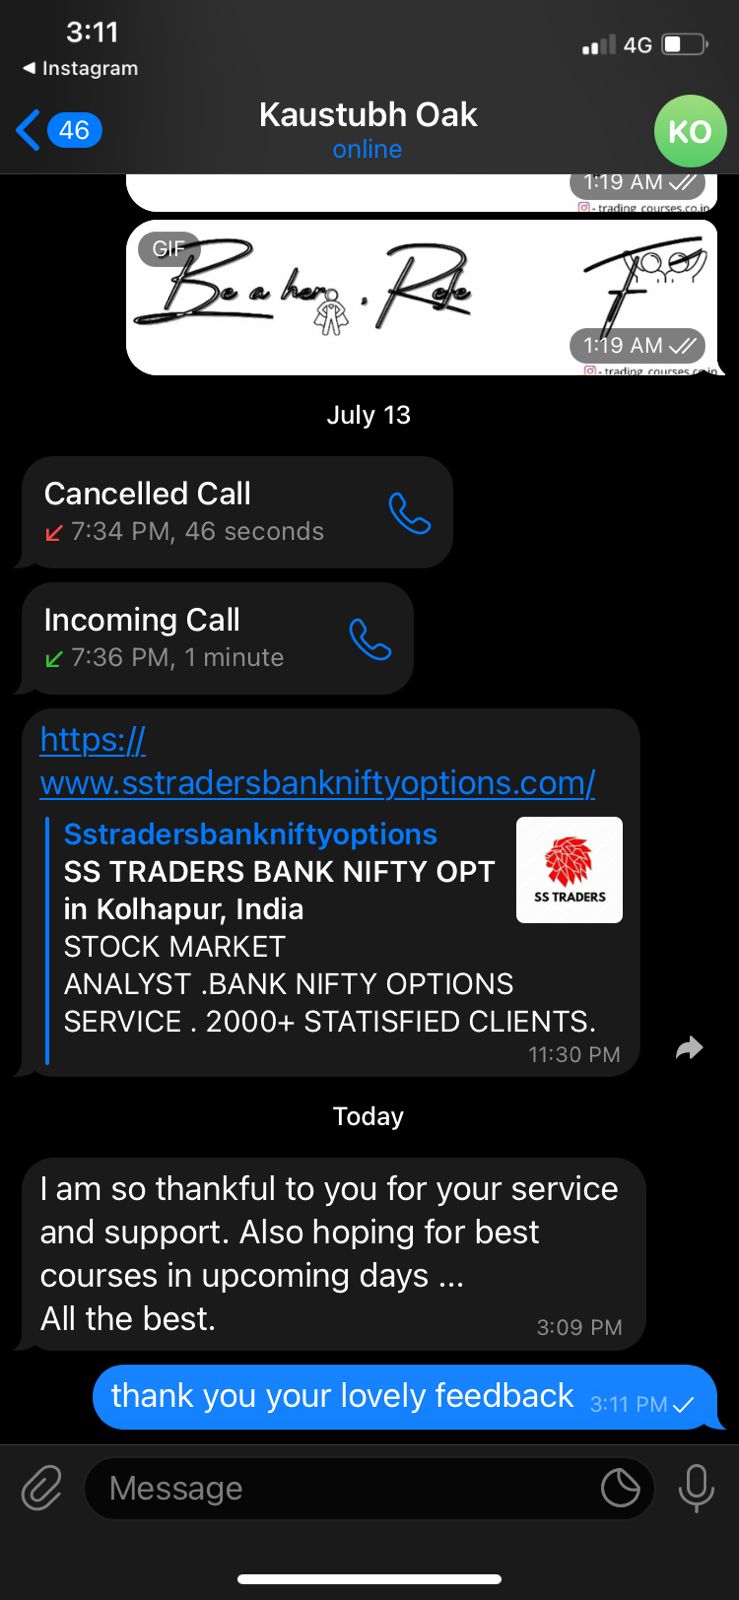 3:11
4G
Instagram
46
Kaustubh Oak
online
KO
1:19 AM
- trading_courses.co.in
GIF
Be a hero. Refe
F
1:19 AM
- trading_courses.co.in
July 13
Cancelled Call
7:34 PM, 46 seconds
Incoming Call
7:36 PM, 1 minute
https://
www.sstradersbankniftyoptions.com/
Sstradersbankniftyoptions
SS TRADERS BANK NIFTY OPT
in Kolhapur, India
SS TRADERS
STOCK MARKET
ANALYST .BANK NIFTY OPTIONS
SERVICE . 2000+ STATISFIED CLIENTS.
11:30 PM
Today
I am so thankful to you for your service
and support. Also hoping for best
courses in upcoming days ...
All the best.
3:09 PM
thank you your lovely feedback
3:11 PM
Message